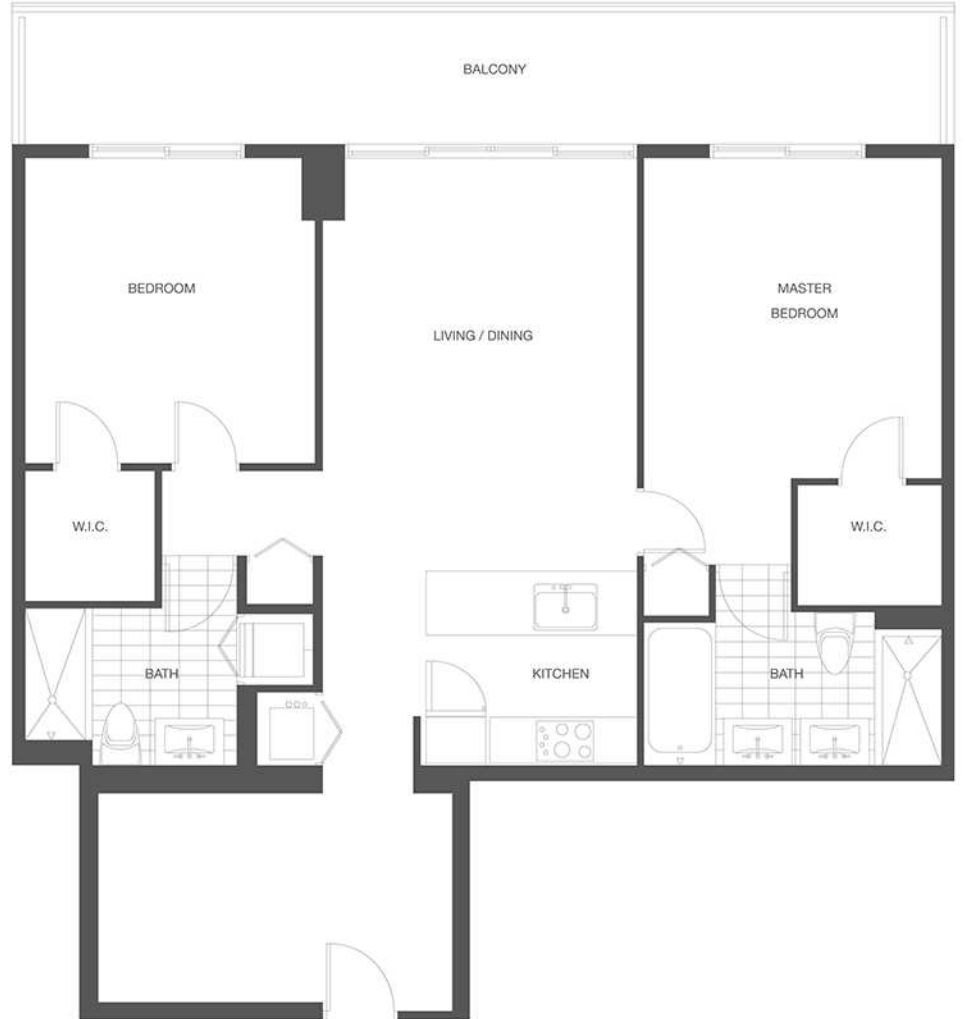 BALCONY
BEDROOM
MASTER
BEDROOM
LIVING / DINING
W.I.C.
W.I.C.
BATH
KITCHEN
BATH